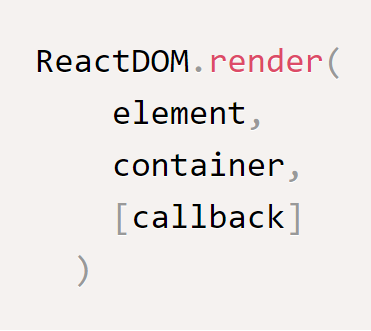 ReactDOM.render(
element,
container,
[callback]
)